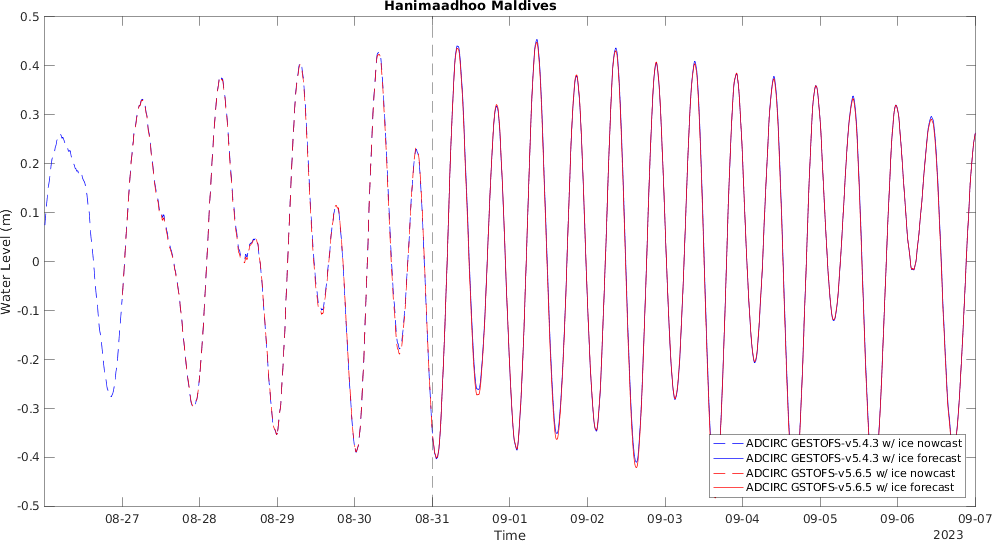 Hanimaadhoo Maldives
0.5
0.4
0.3
0.2
0.1
0
-0.1
-0.2
-0.3
-0.4
-0.5
Water Level (m)
ADCIRC GESTOFS-v5.4.3 w/ ice nowcast
ADCIRC GESTOFS-v5.4.3 w/ ice forecast
ADCIRC GSTOFS-v5.6.5 w/ ice nowcast
ADCIRC GSTOFS-v5.6.5 w/ ice forecast
08-27 08-28 08-29 08-30 08-31 09-01 09-02 09-03 09-04 09-05 09-06 09-07
Time
2023